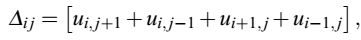 Δ_{ij} = [u_{i,j+1} + u_{i,j−1} + u_{i+1,j} + u_{i−1,j}],